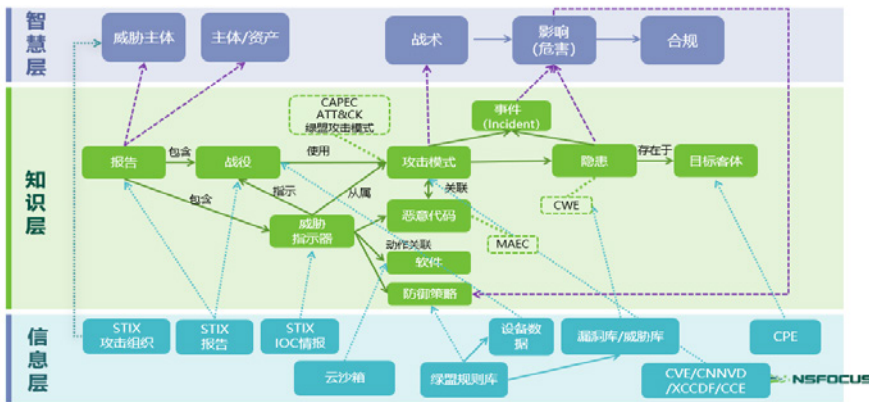 智慧层
威胁主体
主体/资产
战术
影响
(危害)
合规
知识层
CAPEC
ATT&CK
绿盟攻击模式
事件
(Incident)
报告
包含
战役
使用
攻击模式
隐患
存在于
目标客体
包含
指示
从属
关联
威胁
指示器
恶意代码
CWE
MAEC
动作关联
软件
防御策略
信息层
STIX
攻击组织
STIX
报告
STIX
IOC情报
设备数
据
漏洞库/威胁库
CPE
云沙箱
绿盟规则库
CVE/CNNVD
/XCCDF/CCE
NSFOCUS